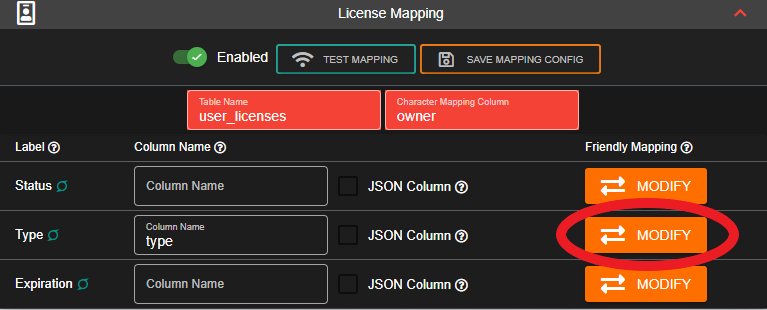 License Mapping
Enabled
TEST MAPPING
SAVE MAPPING CONFIG
Table Name
user_licenses
Character Mapping Column
owner
Label
Column Name
Friendly Mapping
Status
Column Name
JSON Column
MODIFY
Type
Column Name
type
JSON Column
MODIFY
Expiration
Column Name
JSON Column
MODIFY